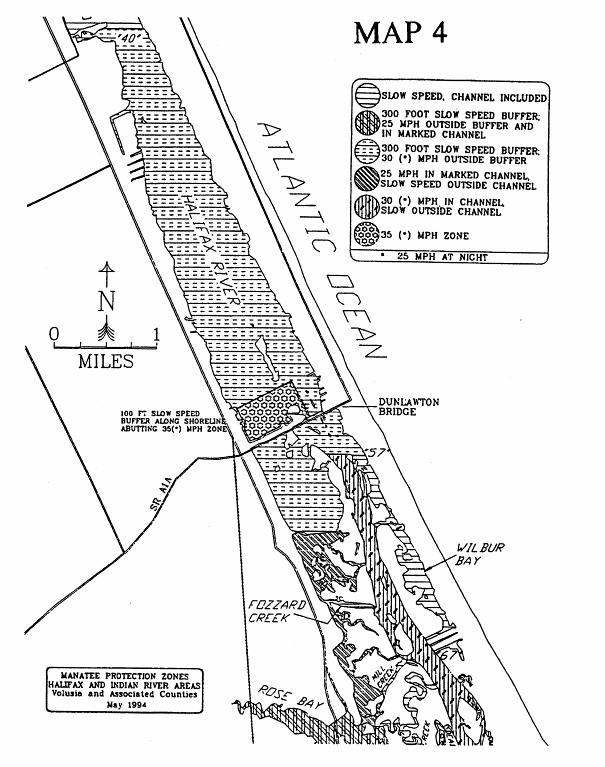 MAP 4
"40"
SLOW SPEED, CHANNEL INCLUDED
300 FOOT SLOW SPEED BUFFER;
25 MPH OUTSIDE BUFFER AND
IN MARKED CHANNEL
300 FOOT SLOW SPEED BUFFER;
30 (*) MPH OUTSIDE BUFFER
25 MPH IN MARKED CHANNEL,
SLOW SPEED OUTSIDE CHANNEL
30 (*) MPH IN CHANNEL,
SLOW OUTSIDE CHANNEL
35 (*) MPH ZONE
* 25 MPH AT NIGHT
ATLANTIC OCEAN
HALIFAX RIVER
N
0 1
MILES
DUNLAWTON
BRIDGE
100 FT SLOW SPEED
BUFFER ALONG SHORELINE
ABUTTING 35(*) MPH ZONE
"57"
SR A1A
WILBUR
BAY
FOZZARD
CREEK
MILL
CREEK
ROSE BAY
MANATEE PROTECTION ZONES
HALIFAX AND INDIAN RIVER AREAS
Volusia and Associated Counties
May 1994